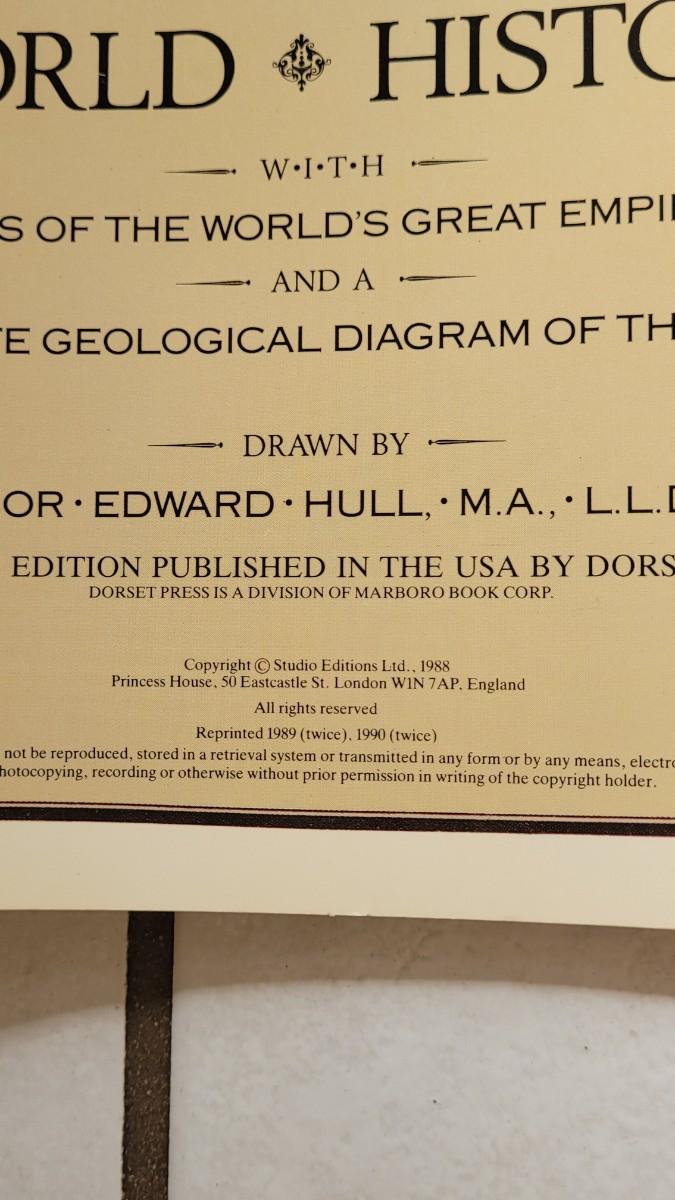 ORLD HISTO
W·I·T·H
S OF THE WORLD'S GREAT EMPI
AND A
TE GEOLOGICAL DIAGRAM OF TH
DRAWN BY
OR · EDWARD · HULL, · M.A., · L.L.D
EDITION PUBLISHED IN THE USA BY DORS
DORSET PRESS IS A DIVISION OF MARBORO BOOK CORP.
Copyright © Studio Editions Ltd., 1988
Princess House, 50 Eastcastle St. London W1N 7AP, England
All rights reserved
Reprinted 1989 (twice), 1990 (twice)
not be reproduced, stored in a retrieval system or transmitted in any form or by any means, electro
hotocopying, recording or otherwise without prior permission in writing of the copyright holder.